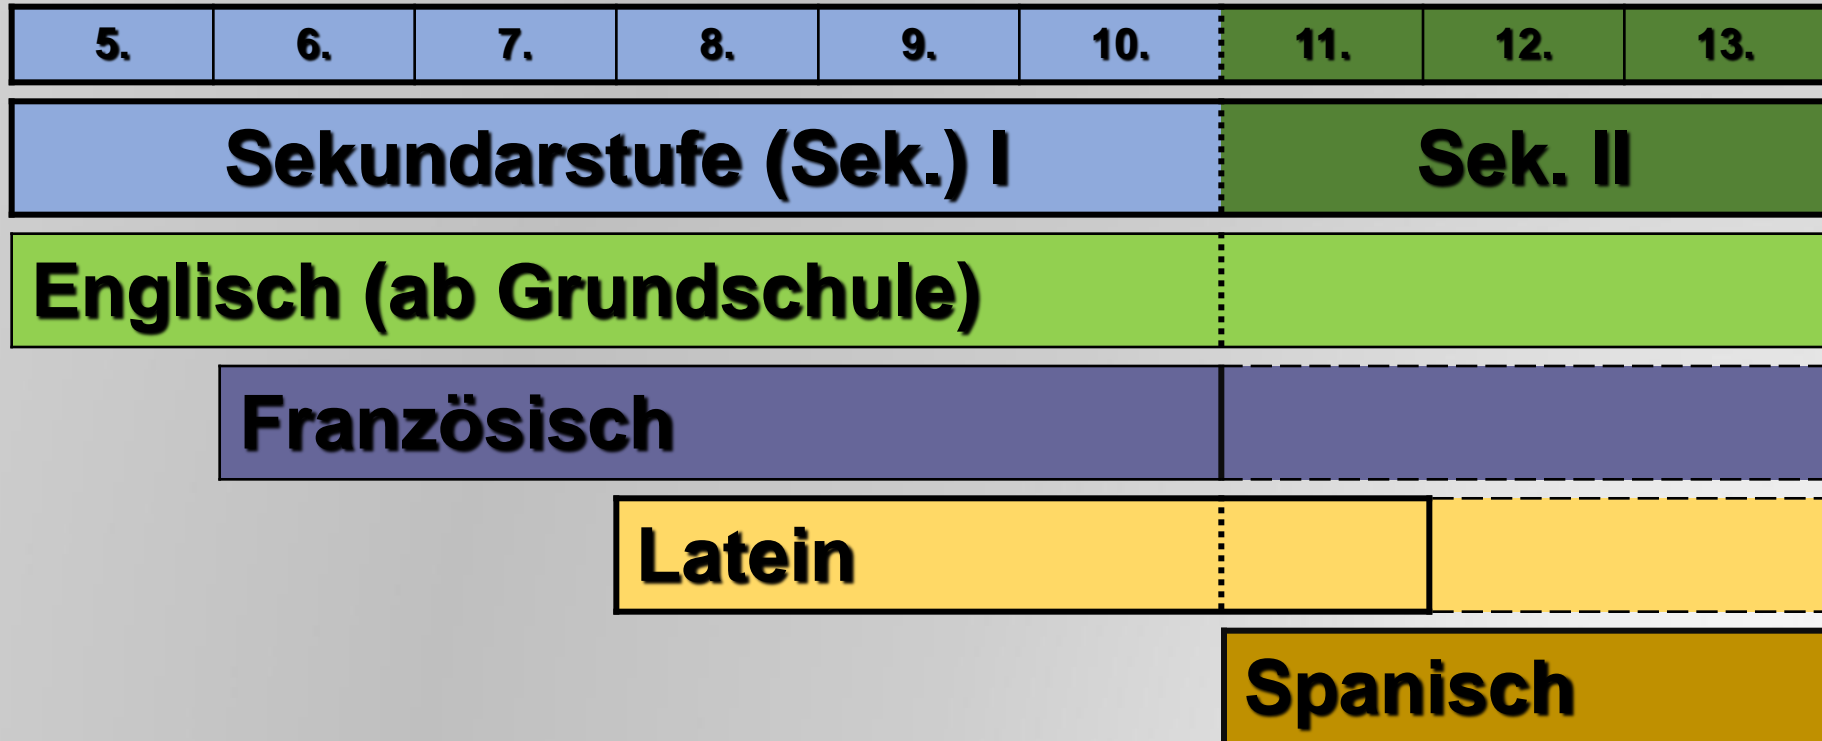 5. 6. 7. 8. 9. 10. 11. 12. 13.
Sekundarstufe (Sek.) I Sek. II
Englisch (ab Grundschule)
Französisch
Latein
Spanisch